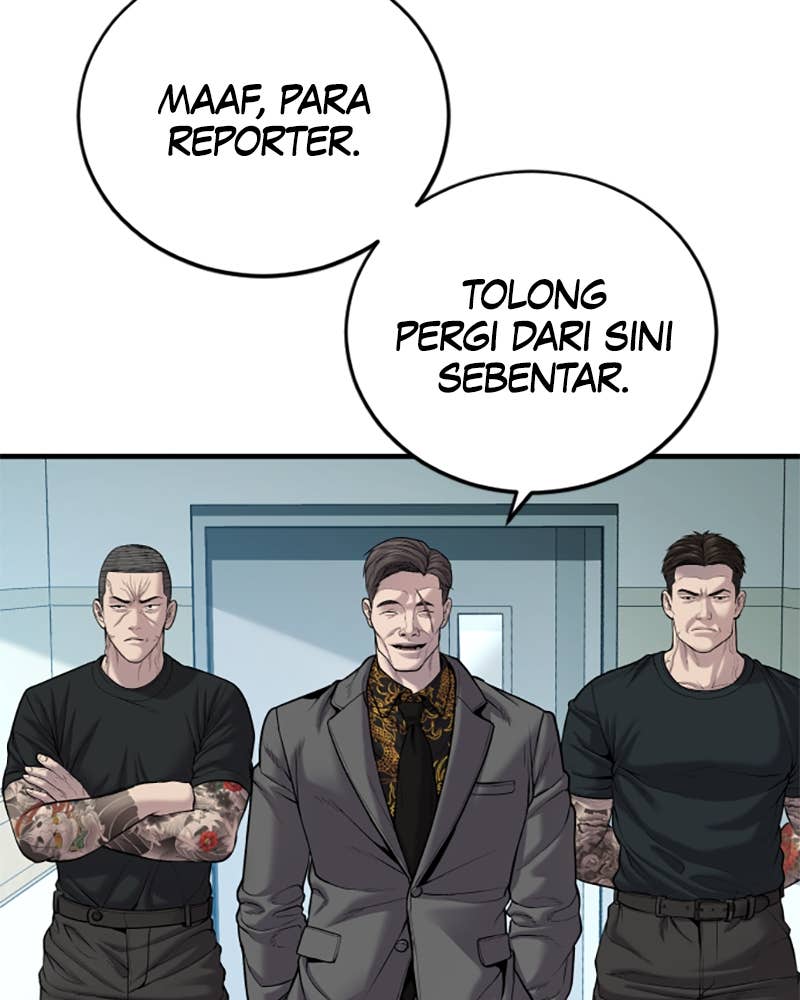 MAAF, PARA
REPORTER.
TOLONG
PERGI DARI SINI
SEBENTAR.